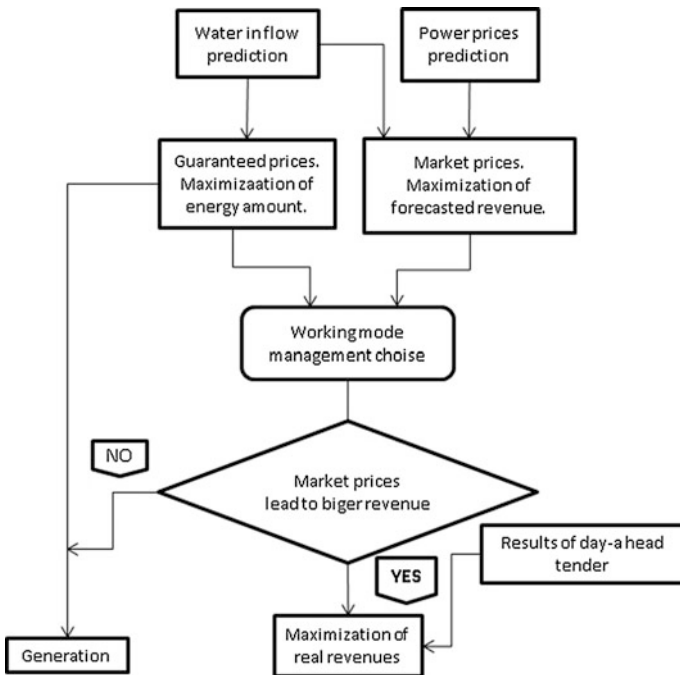 Water in flow
prediction
Power prices
prediction
Guaranteed prices.
Maximizaation of
energy amount.
Market prices.
Maximization of
forecasted revenue.
Working mode
management choise
NO
Market prices
lead to biger revenue
Results of day-a head
tender
YES
Generation
Maximization of
real revenues